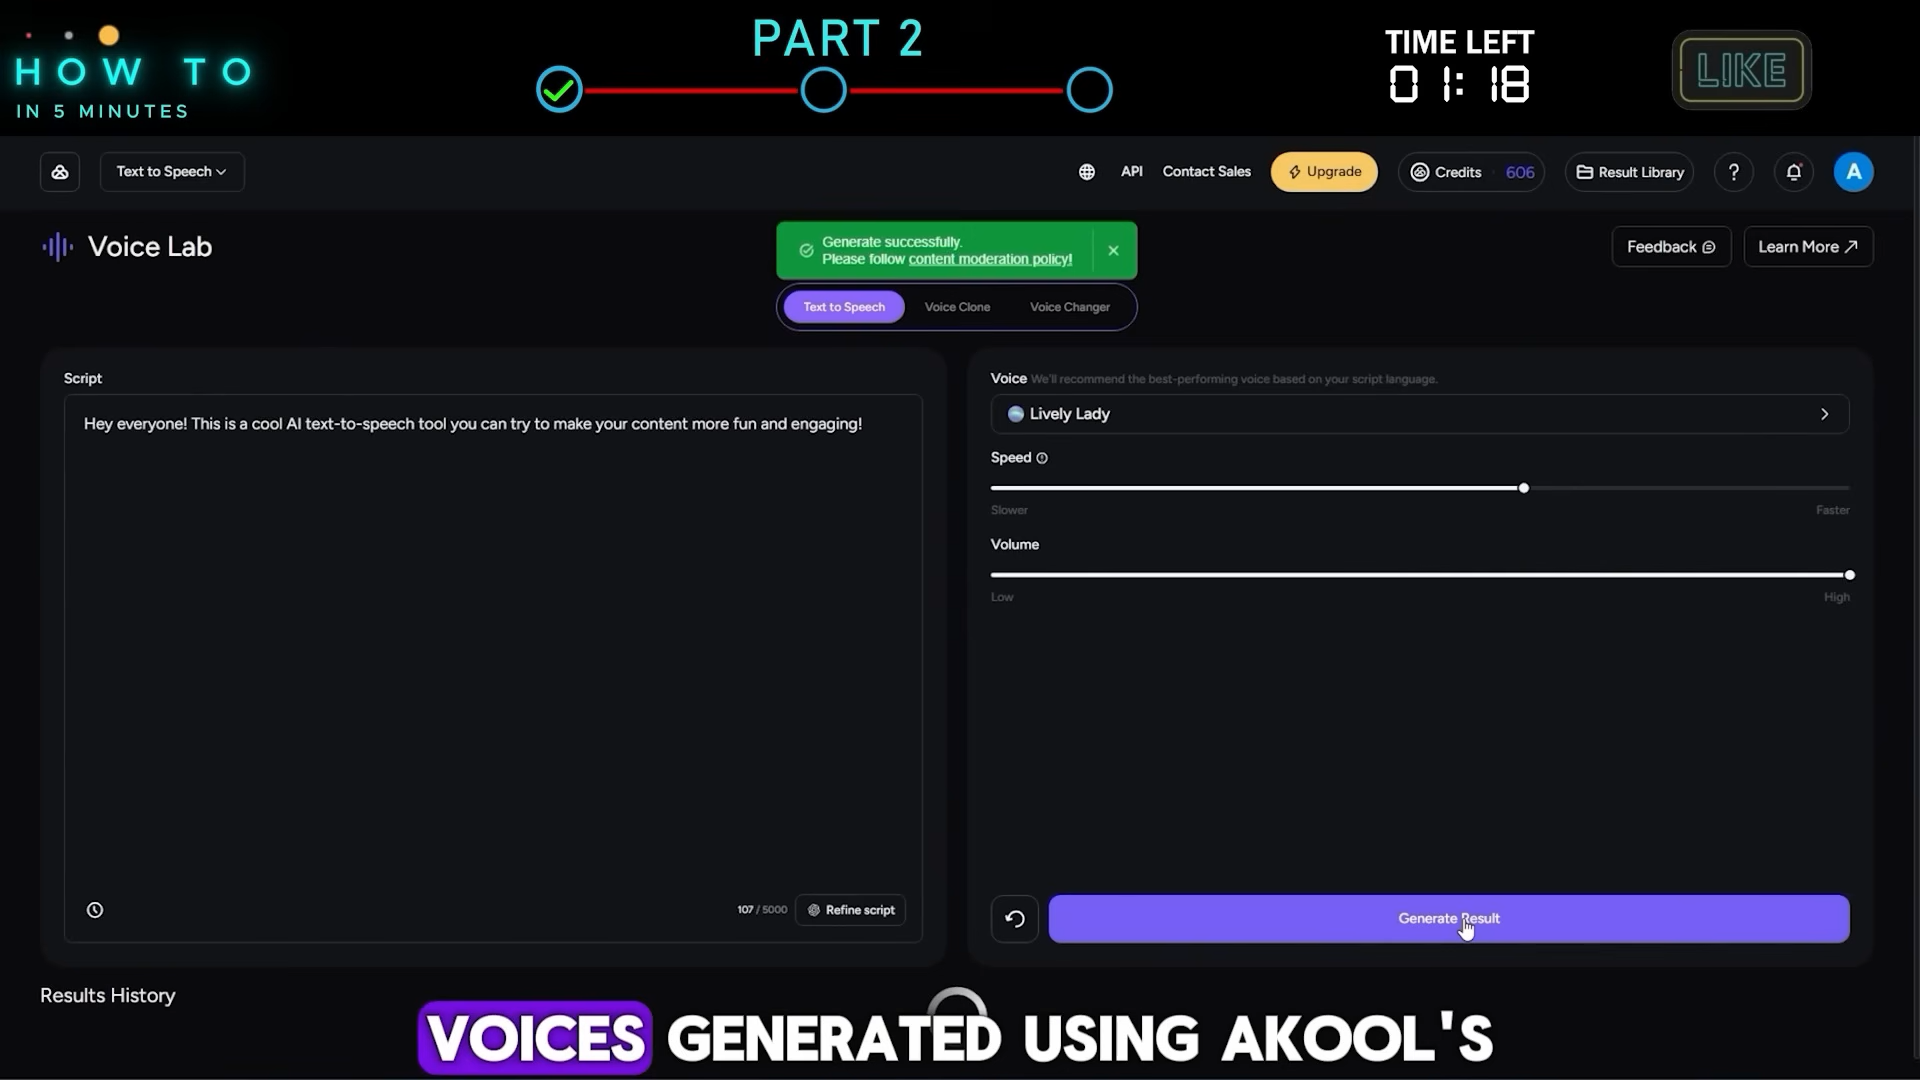 HOW TO
IN 5 MINUTES
PART 2
TIME LEFT
01:18
LIKE
Text to Speech
API
Contact Sales
Upgrade
Credits
606
Result Library
?
A
Voice Lab
Generate successfully.
Please follow content moderation policy!
Feedback
Learn More
Text to Speech
Voice Clone
Voice Changer
Script
Hey everyone! This is a cool AI text-to-speech tool you can try to make your content more fun and engaging!
107 / 5000
Refine script
Voice We'll recommend the best-performing voice based on your script language.
Lively Lady
Speed
Slower
Faster
Volume
Low
High
Generate Result
Results History
VOICES GENERATED USING AKOOL'S